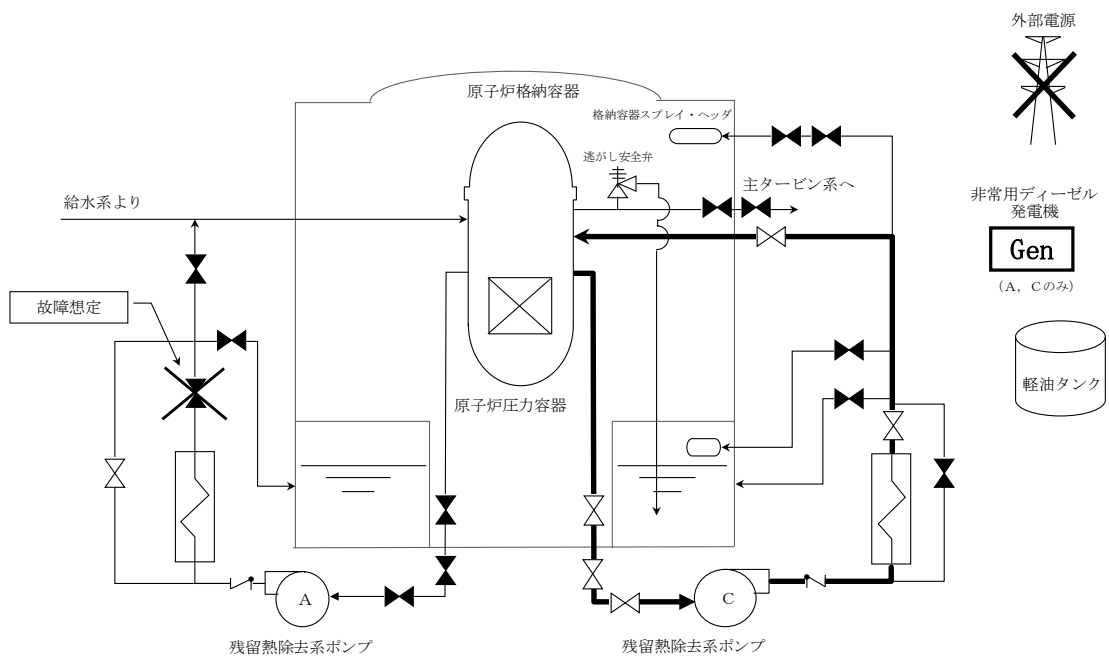 外部電源
原子炉格納容器
格納容器スプレイ・ヘッダ
逃がし安全弁
主タービン系へ
給水系より
非常用ディーゼル
発電機
Gen
(A, Cのみ)
故障想定
軽油タンク
原子炉圧力容器
A
C
残留熱除去系ポンプ
残留熱除去系ポンプ